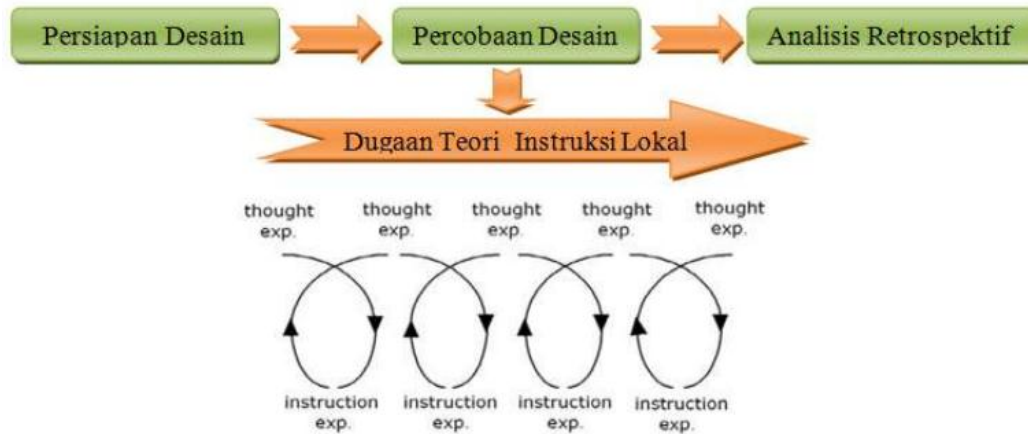 Persiapan Desain
Percobaan Desain
Analisis Retrospektif
Dugaan Teori Instruksi Lokal
thought
exp.
thought
exp.
thought
exp.
thought
exp.
thought
exp.
instruction
exp.
instruction
exp.
instruction
exp.
instruction
exp.